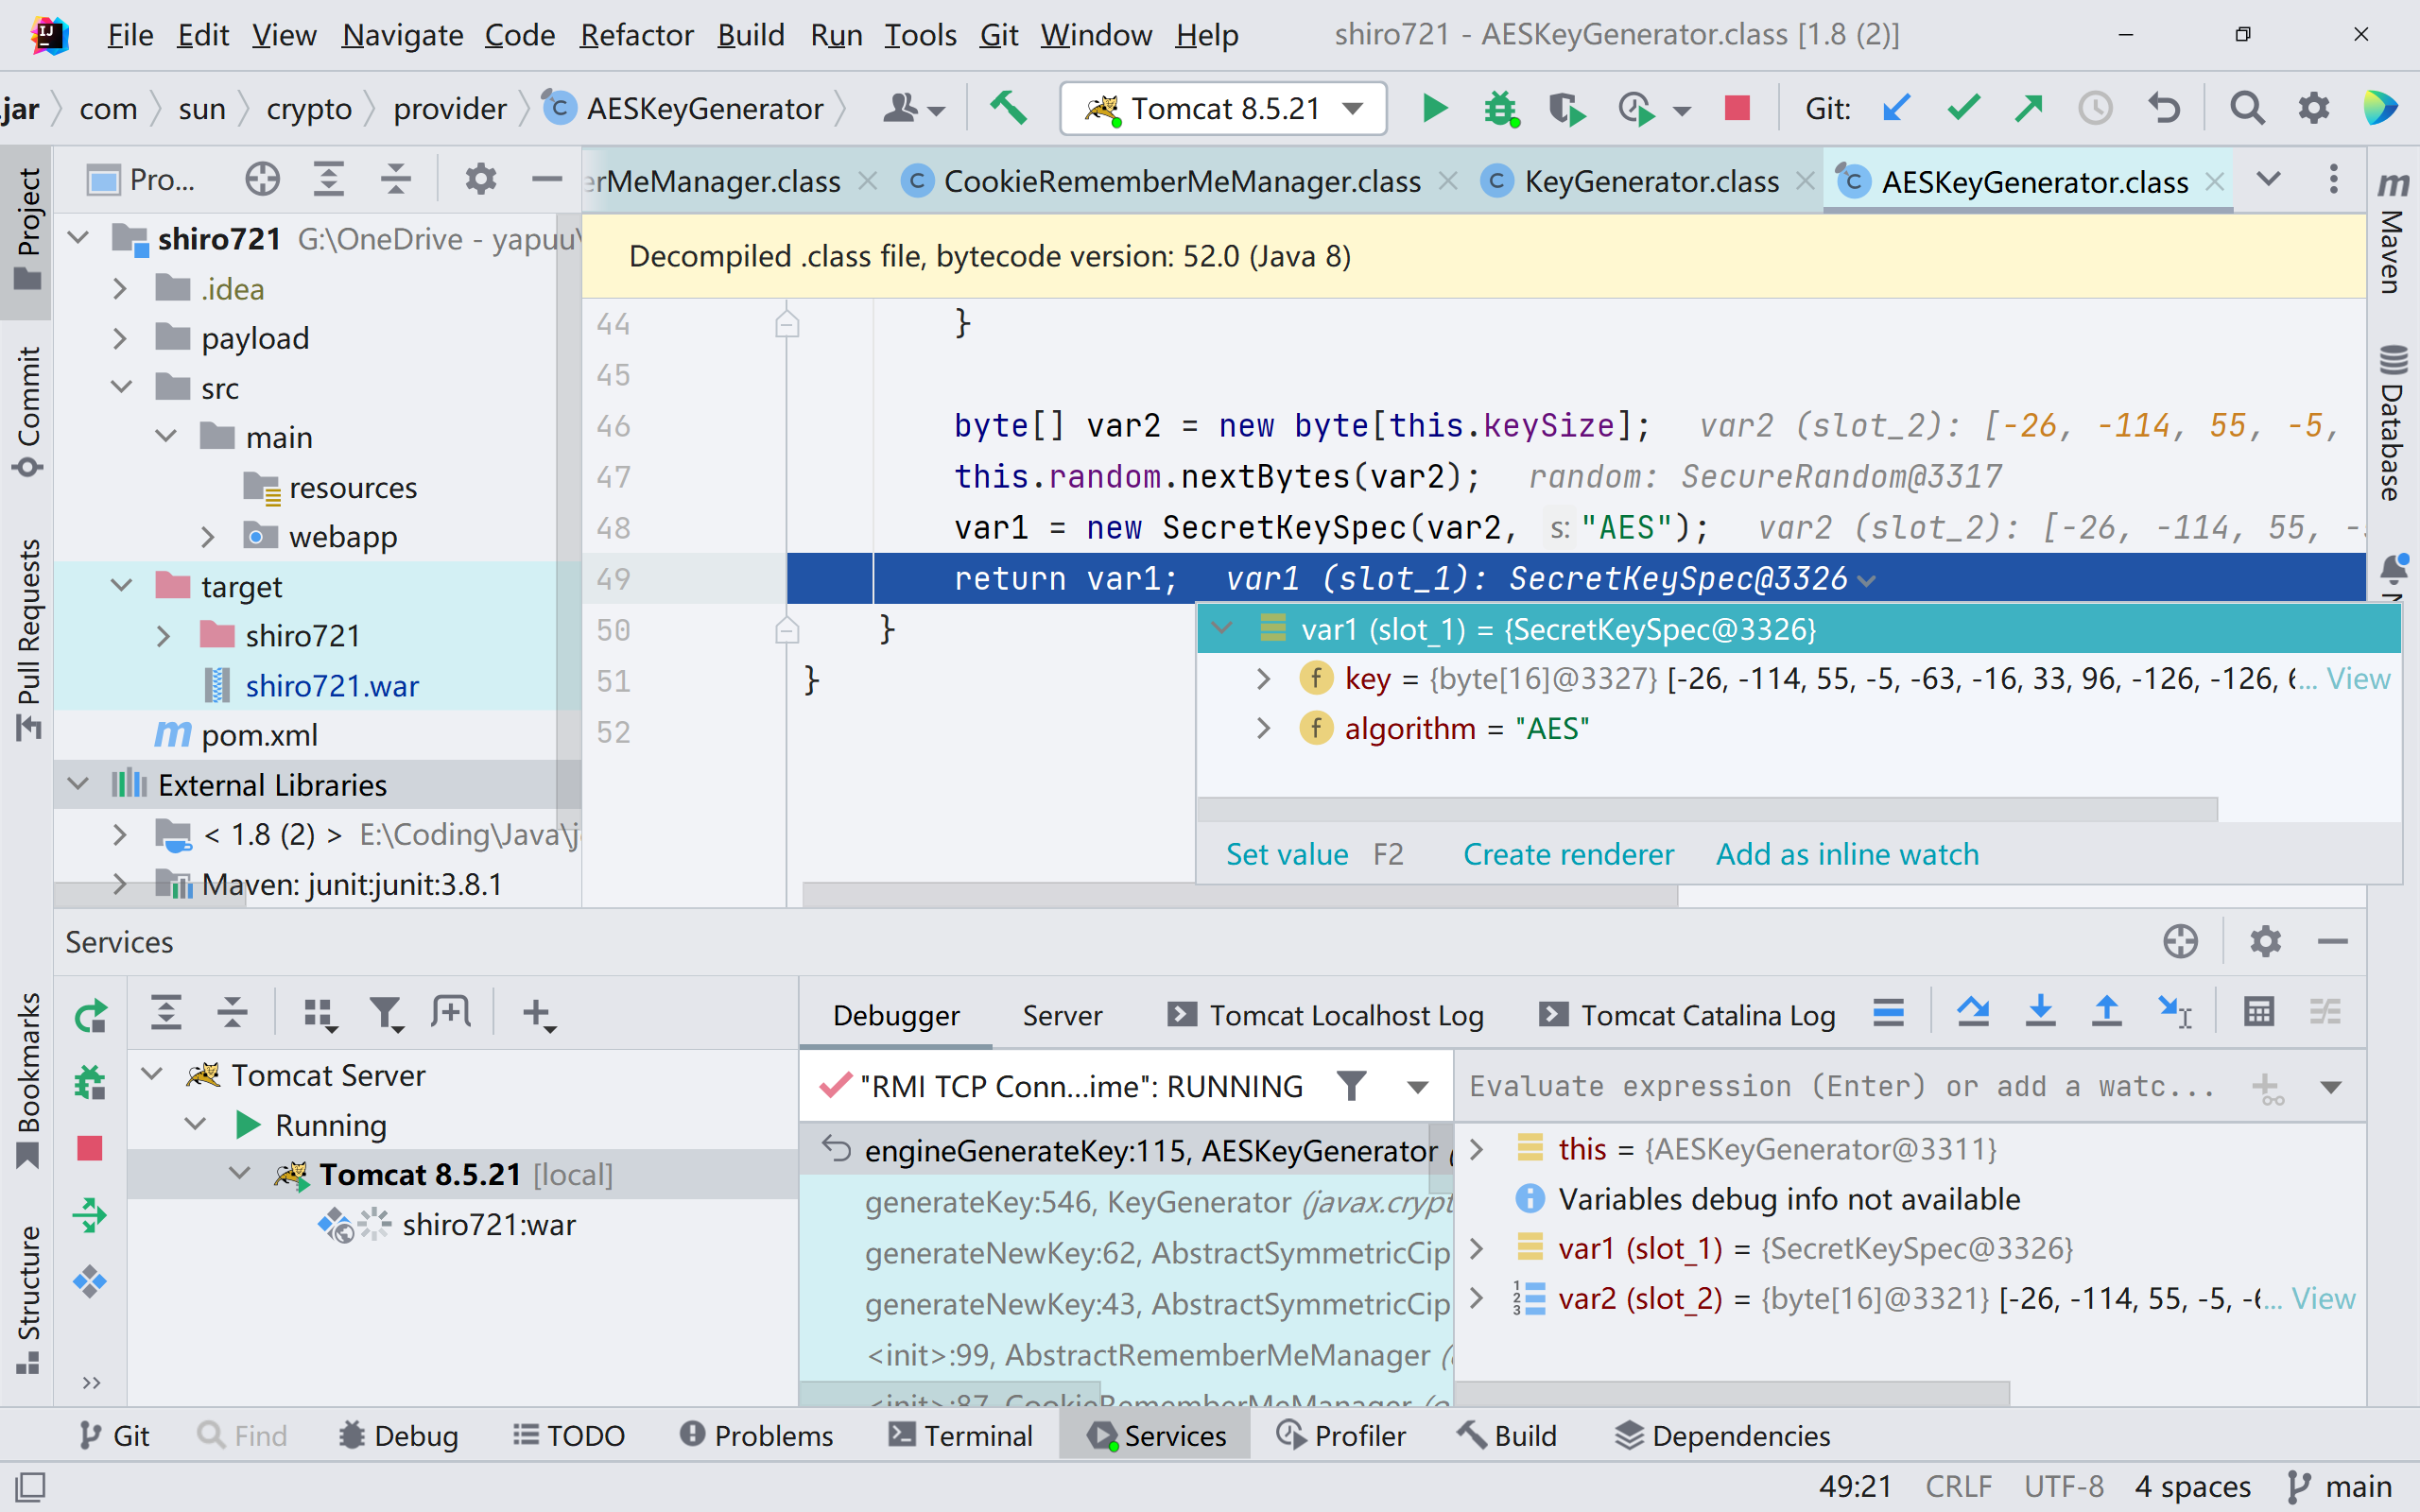 File Edit View Navigate Code Refactor Build Run Tools Git Window Help shiro721 - AESKeyGenerator.class [1.8 (2)]
.jar com sun crypto provider AESKeyGenerator Tomcat 8.5.21 Git:
Pro... erMeManager.class CookieRememberMeManager.class KeyGenerator.class AESKeyGenerator.class
Project
Commit
Pull Requests
Bookmarks
Structure
shiro721 G:\OneDrive - yapuu\
.idea
payload
src
main
resources
webapp
target
shiro721
shiro721.war
pom.xml
External Libraries
< 1.8 (2) > E:\Coding\Java\j
Maven: junit:junit:3.8.1
Decompiled .class file, bytecode version: 52.0 (Java 8)
44 }
45
46 byte[] var2 = new byte[this.keySize]; var2 (slot_2): [-26, -114, 55, -5,
47 this.random.nextBytes(var2); random: SecureRandom@3317
48 var1 = new SecretKeySpec(var2, s: "AES"); var2 (slot_2): [-26, -114, 55, -
49 return var1; var1 (slot_1): SecretKeySpec@3326
50 }
51 }
52
var1 (slot_1) = {SecretKeySpec@3326}
key = {byte[16]@3327} [-26, -114, 55, -5, -63, -16, 33, 96, -126, -126, 6... View
algorithm = "AES"
Set value F2 Create renderer Add as inline watch
Maven
Database
Services
Debugger Server Tomcat Localhost Log Tomcat Catalina Log
Tomcat Server
Running
Tomcat 8.5.21 [local]
shiro721:war
"RMI TCP Conn...ime": RUNNING
engineGenerateKey:115, AESKeyGenerator (
generateKey:546, KeyGenerator (javax.crypt
generateNewKey:62, AbstractSymmetricCip
generateNewKey:43, AbstractSymmetricCip
<init>:99, AbstractRememberMeManager (
<init>:87, CookieRememberMeManager (o
Evaluate expression (Enter) or add a watc...
this = {AESKeyGenerator@3311}
Variables debug info not available
var1 (slot_1) = {SecretKeySpec@3326}
var2 (slot_2) = {byte[16]@3321} [-26, -114, 55, -5, -6... View
Git Find Debug TODO Problems Terminal Services Profiler Build Dependencies
49:21 CRLF UTF-8 4 spaces main